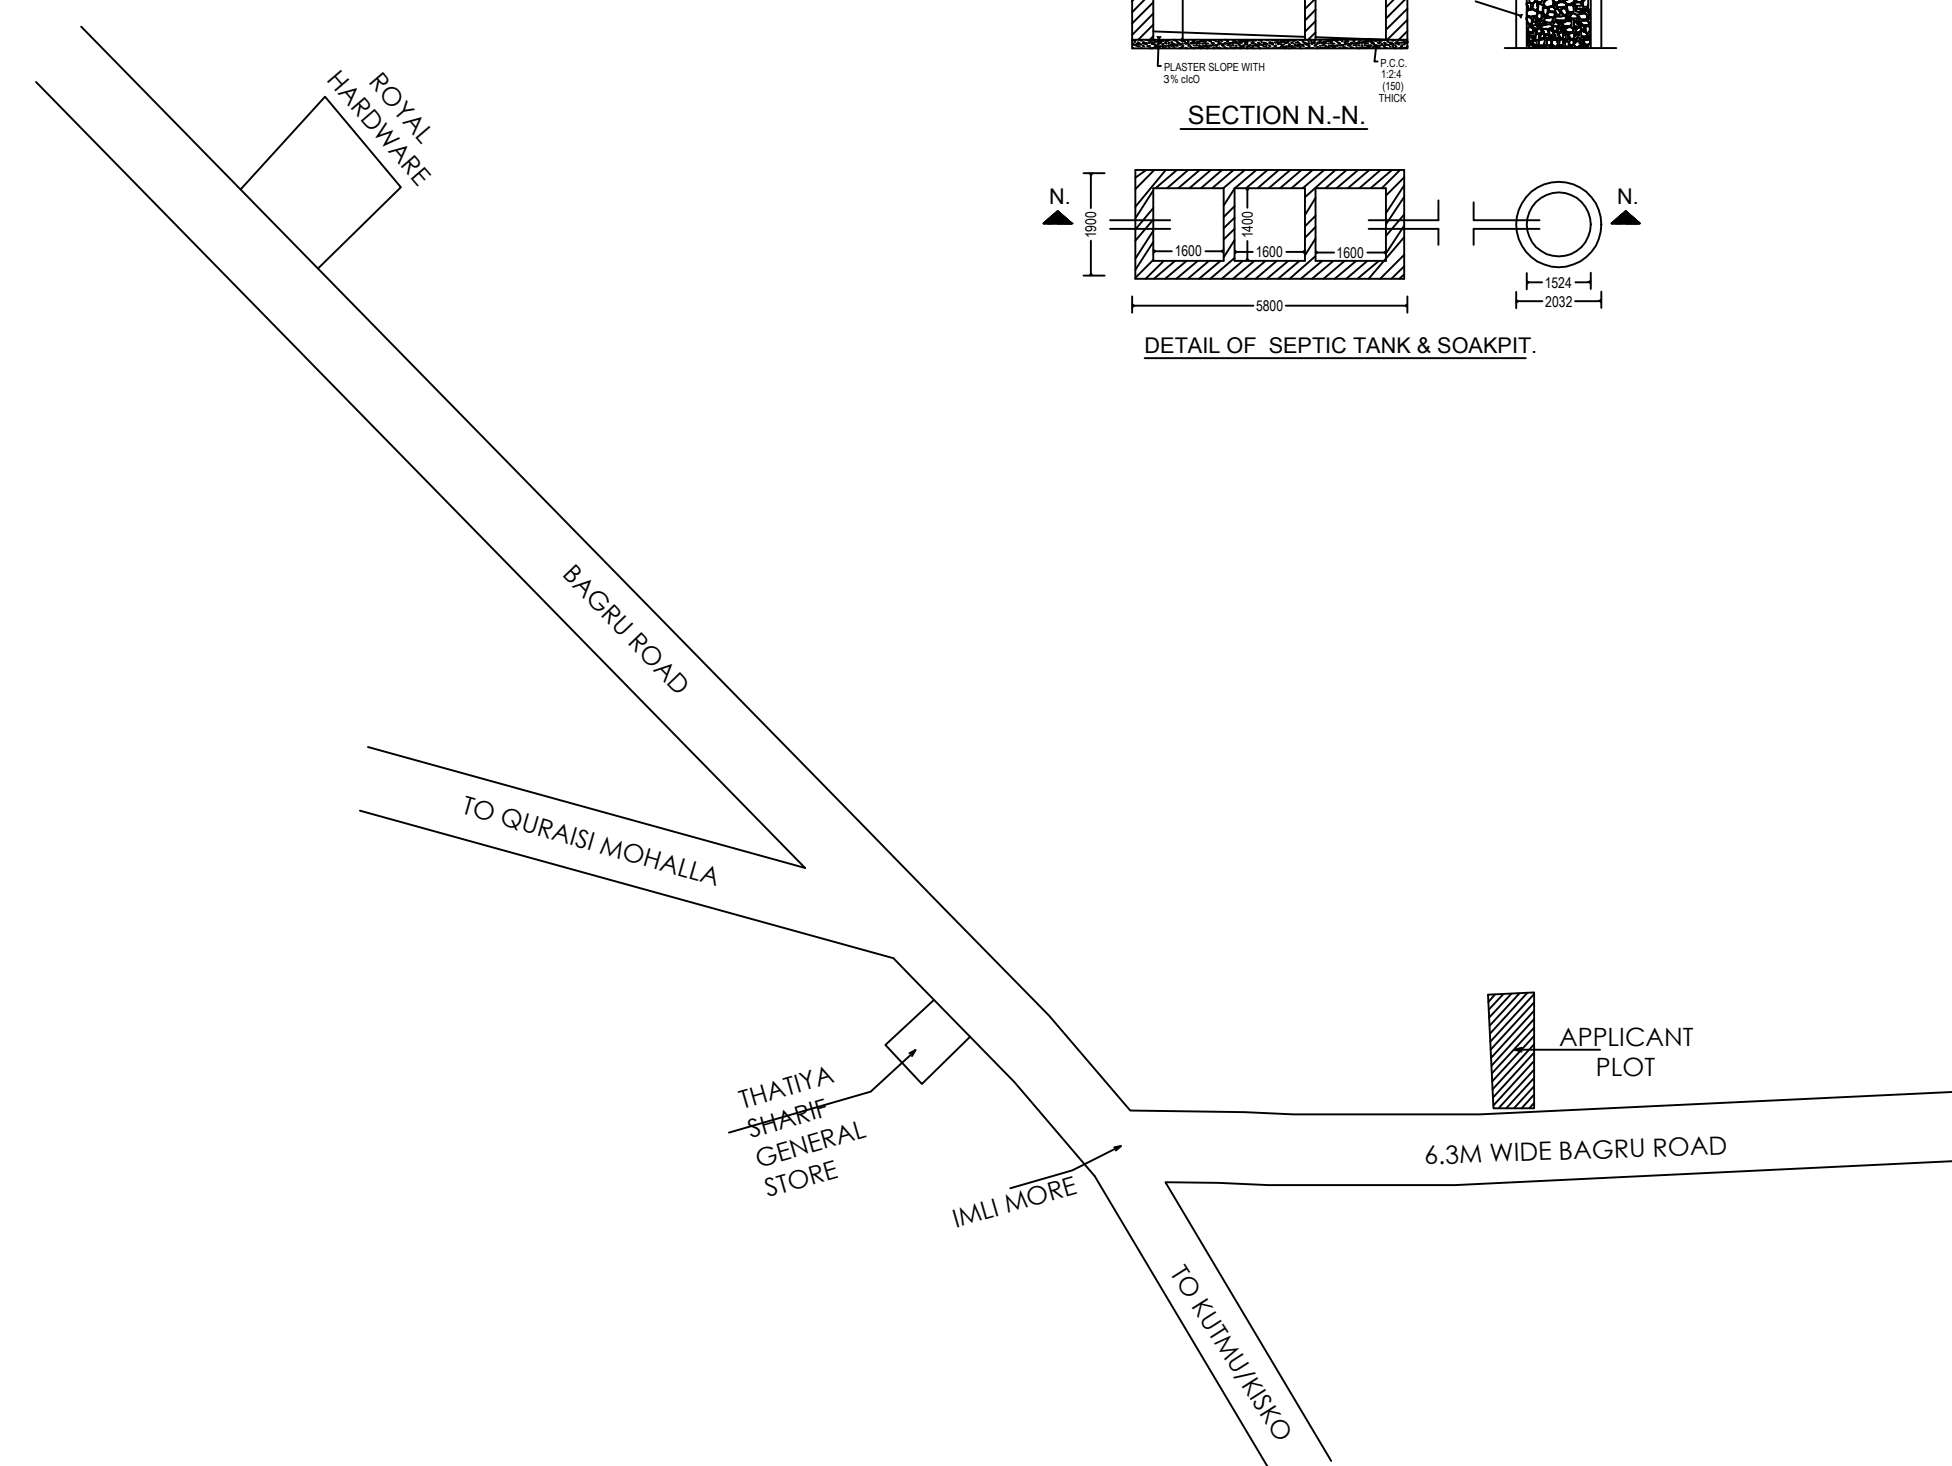 PLASTER SLOPE WITH
3% clcO
P.C.C.
1:2:4
(150)
THICK
SECTION N.-N.
N.
N.
1900
1400
1600
1600
1600
5800
1524
2032
DETAIL OF SEPTIC TANK & SOAKPIT.
ROYAL
HARDWARE
BAGRU ROAD
TO QURAISI MOHALLA
THATIYA
SHARIF
GENERAL
STORE
IMLI MORE
APPLICANT
PLOT
6.3M WIDE BAGRU ROAD
TO KUTMU/KISKO